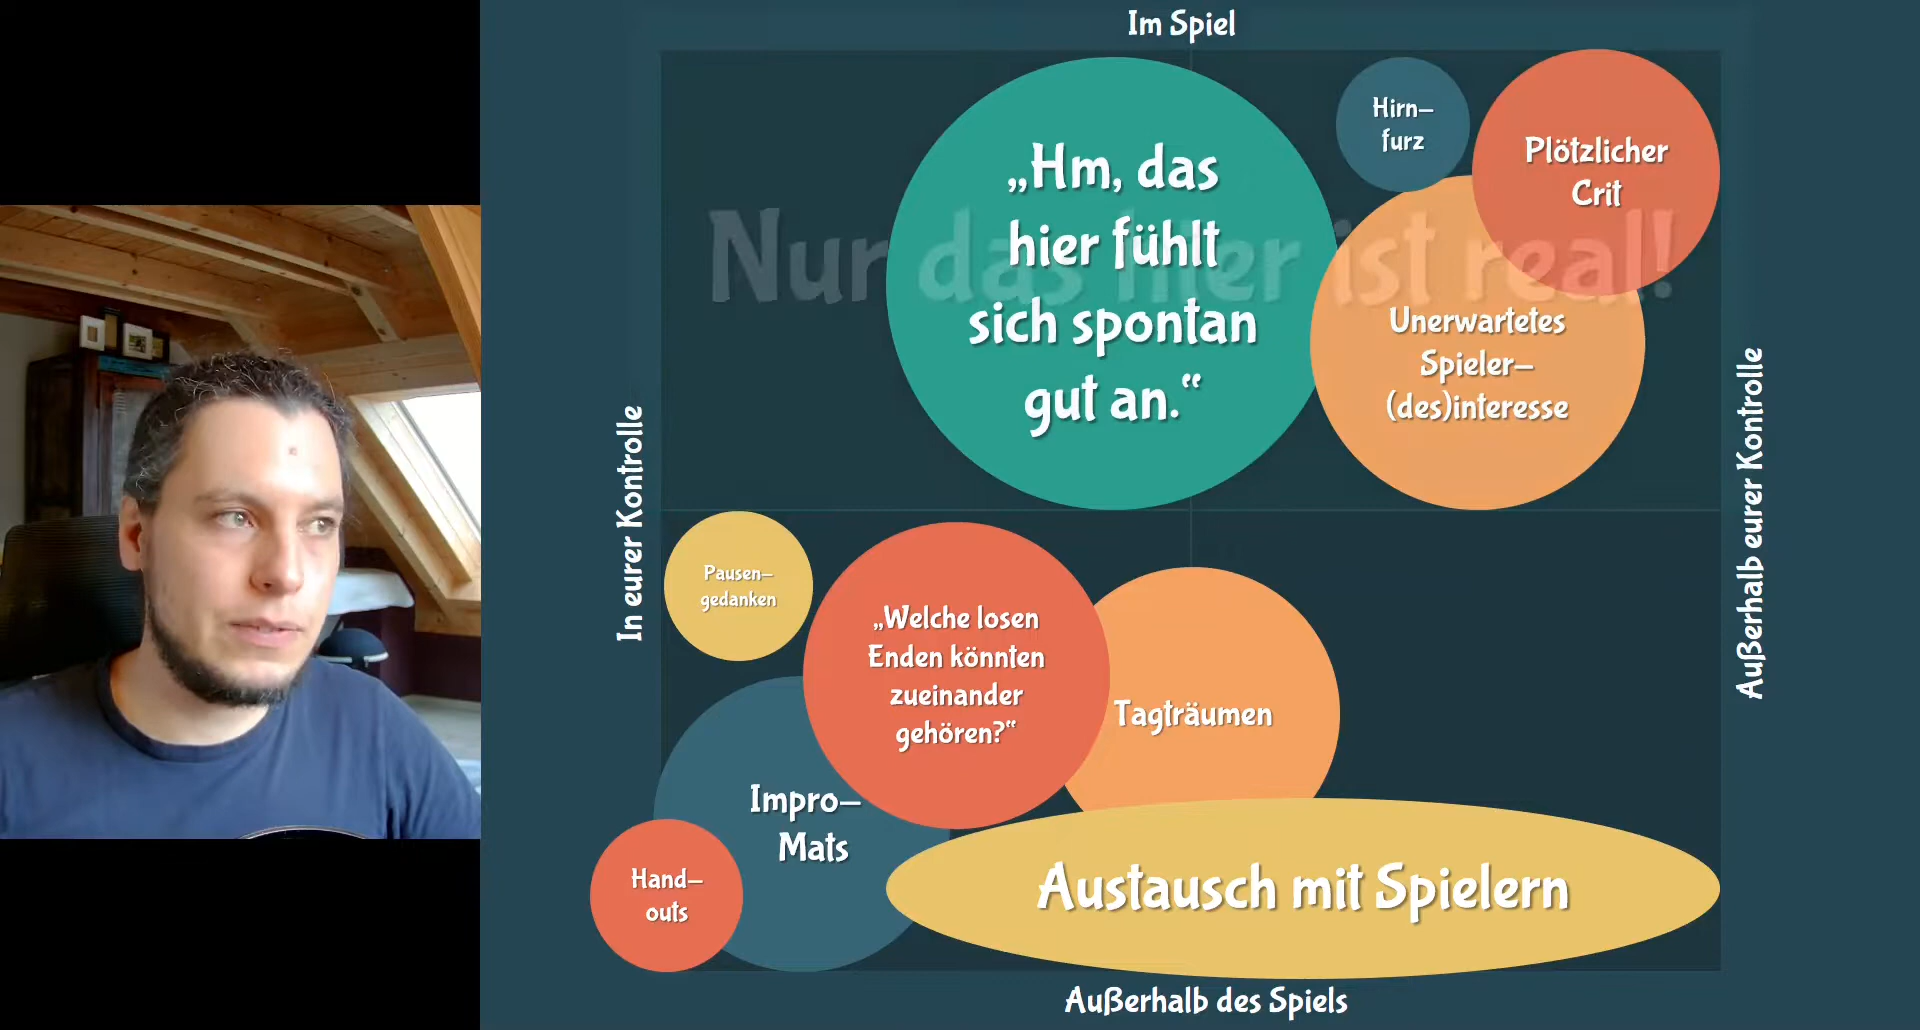 Im Spiel
Hirn-
furz
Plötzlicher
Crit
„Hm, das
hier fühlt
sich spontan
gut an.“
Nur das hier ist real!
Unerwartetes
Spieler-
(des)interesse
In eurer Kontrolle
Außerhalb eurer Kontrolle
Pausen-
gedanken
„Welche losen
Enden könnten
zueinander
gehören?“
Tagträumen
Impro-
Mats
Hand-
outs
Austausch mit Spielern
Außerhalb des Spiels